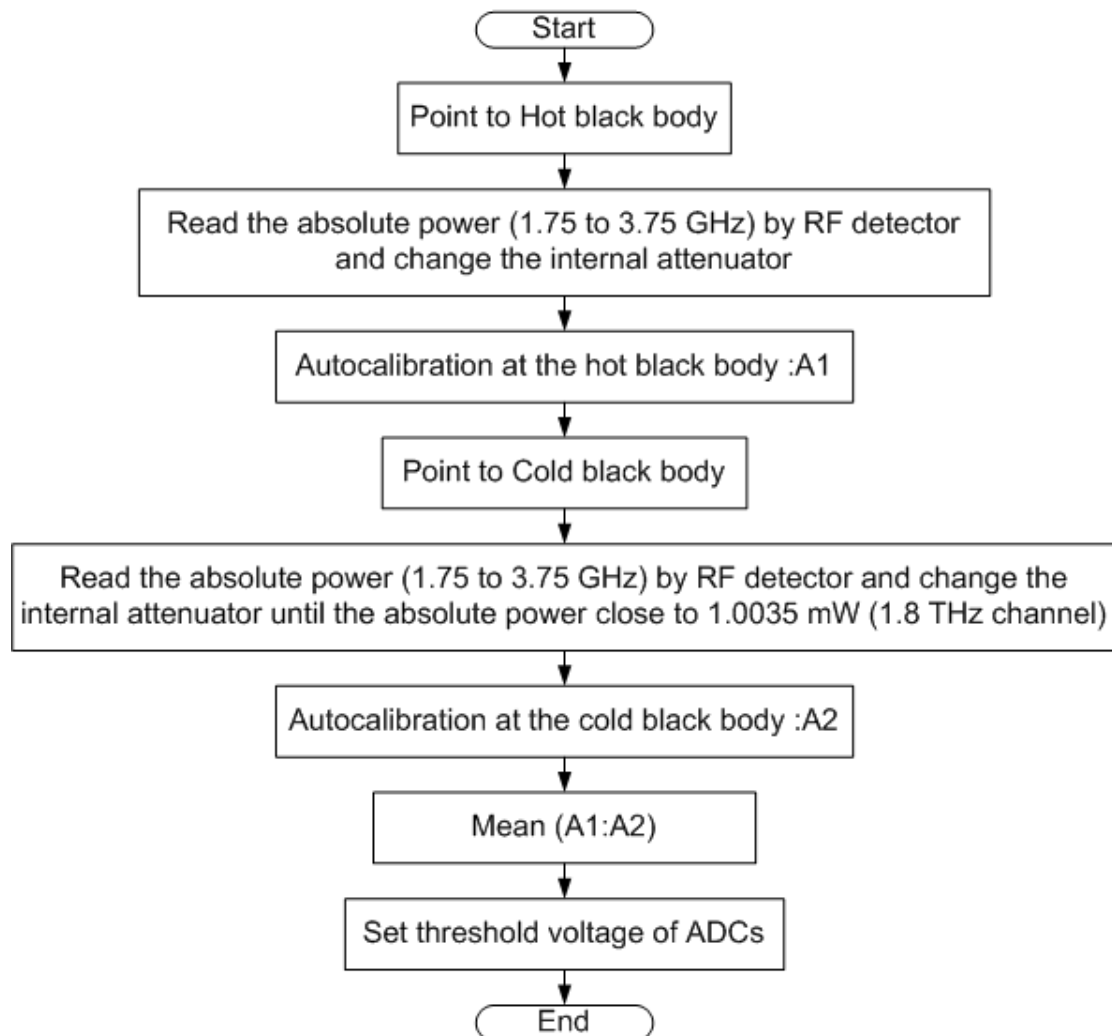 Start
Point to Hot black body
Read the absolute power (1.75 to 3.75 GHz) by RF detector
and change the internal attenuator
Autocalibration at the hot black body :A1
Point to Cold black body
Read the absolute power (1.75 to 3.75 GHz) by RF detector and change the
internal attenuator until the absolute power close to 1.0035 mW (1.8 THz channel)
Autocalibration at the cold black body :A2
Mean (A1:A2)
Set threshold voltage of ADCs
End